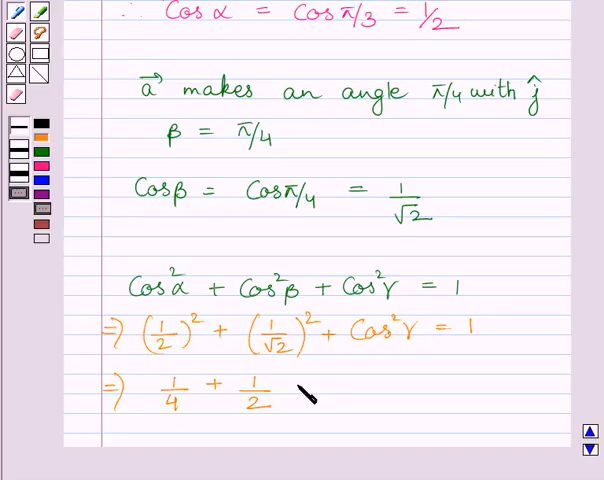 ∴ Cos α = Cos π/3 = 1/2
a⃗ makes an angle π/4 with ĵ
β = π/4
Cosβ = Cosπ/4 = 1/√2
Cos²α + Cos²β + Cos²γ = 1
⇒ (1/2)² + (1/√2)² + Cos²γ = 1
⇒ 1/4 + 1/2